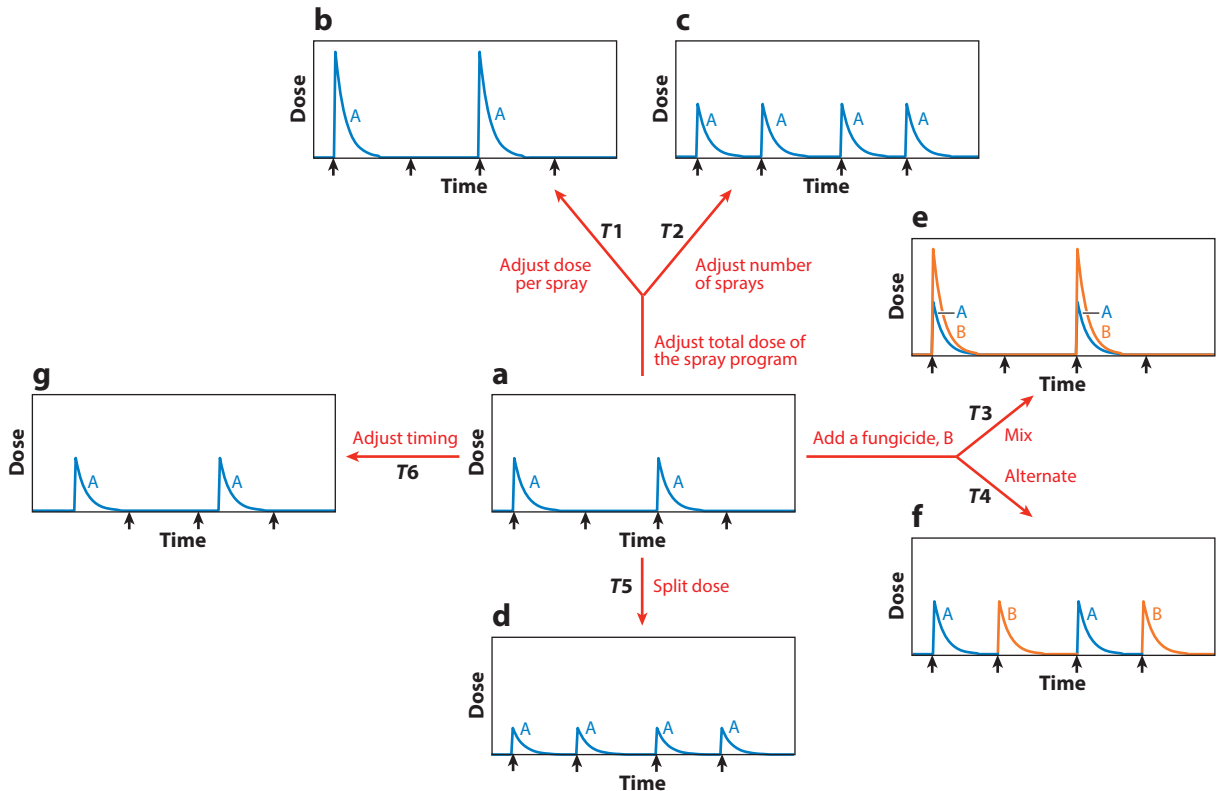 b
Dose
A
A
Time
c
Dose
A
A
A
A
Time
T1
T2
Adjust dose
per spray
Adjust number
of sprays
Adjust total dose of
the spray program
e
Dose
A
B
A
B
Time
g
Dose
A
A
Time
Adjust timing
T6
a
Dose
A
A
Time
Add a fungicide, B
T3
Mix
Alternate
T4
f
Dose
A
B
A
B
Time
T5
Split dose
d
Dose
A
A
A
A
Time